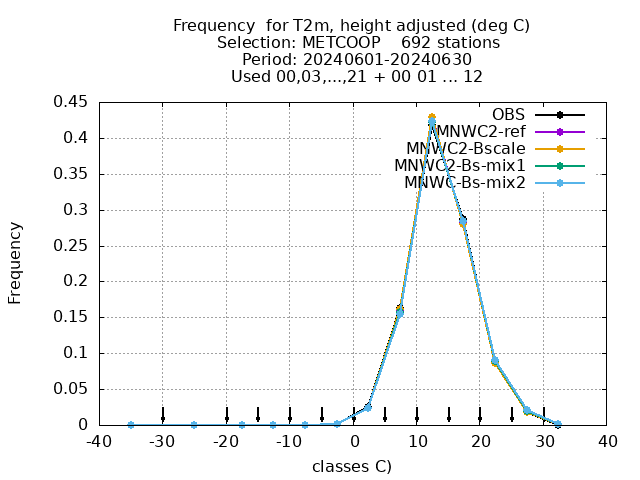 Frequency  for T2m, height adjusted (deg C)
Selection: METCOOP    692 stations
Period: 20240601-20240630
Used 00,03,...,21 + 00 01 ... 12
0.45
0.4
0.35
0.3
0.25
0.2
0.15
0.1
0.05
0
Frequency
OBS
MNWC2-ref
MNWC2-Bscale
MNWC2-Bs-mix1
MNWC-Bs-mix2
-40 -30 -20 -10 0 10 20 30 40
classes C)